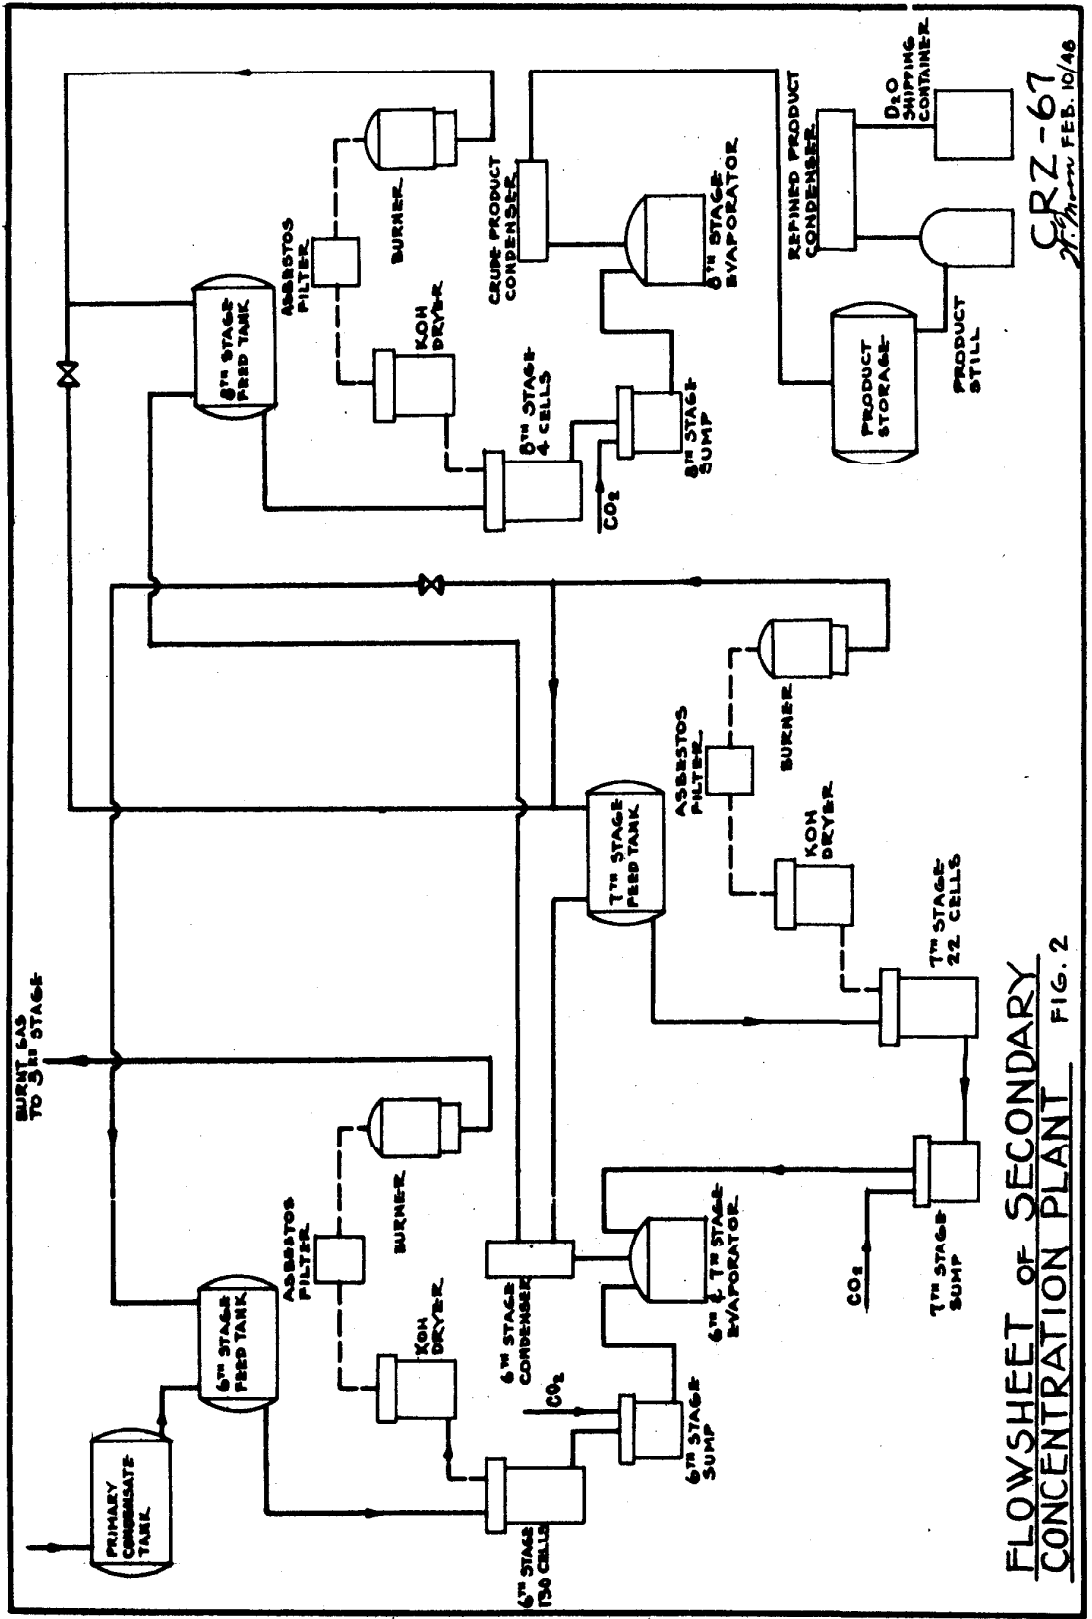 BURNT GAS
TO 3RD STAGE
PRIMARY
CONDENSATE
TANK
6TH STAGE
FEED TANK
ASBESTOS
FILTER
BURNER
KOH
DRYER
6TH STAGE
130 CELLS
6TH STAGE
CONDENSER
CO2
6TH STAGE
SUMP
6TH & 7TH STAGE
EVAPORATOR
7TH STAGE
FEED TANK
ASBESTOS
FILTER
BURNER
KOH
DRYER
7TH STAGE
22 CELLS
CO2
7TH STAGE
SUMP
8TH STAGE
FEED TANK
ASBESTOS
FILTER
BURNER
KOH
DRYER
8TH STAGE
4 CELLS
CO2
8TH STAGE
SUMP
CRUDE PRODUCT
CONDENSER
8TH STAGE
EVAPORATOR
REFINED PRODUCT
CONDENSER
D2O
SHIPPING
CONTAINER
PRODUCT
STORAGE
PRODUCT
STILL
FLOWSHEET OF SECONDARY
CONCENTRATION PLANT FIG. 2
CRZ-67
FEB. 10/48